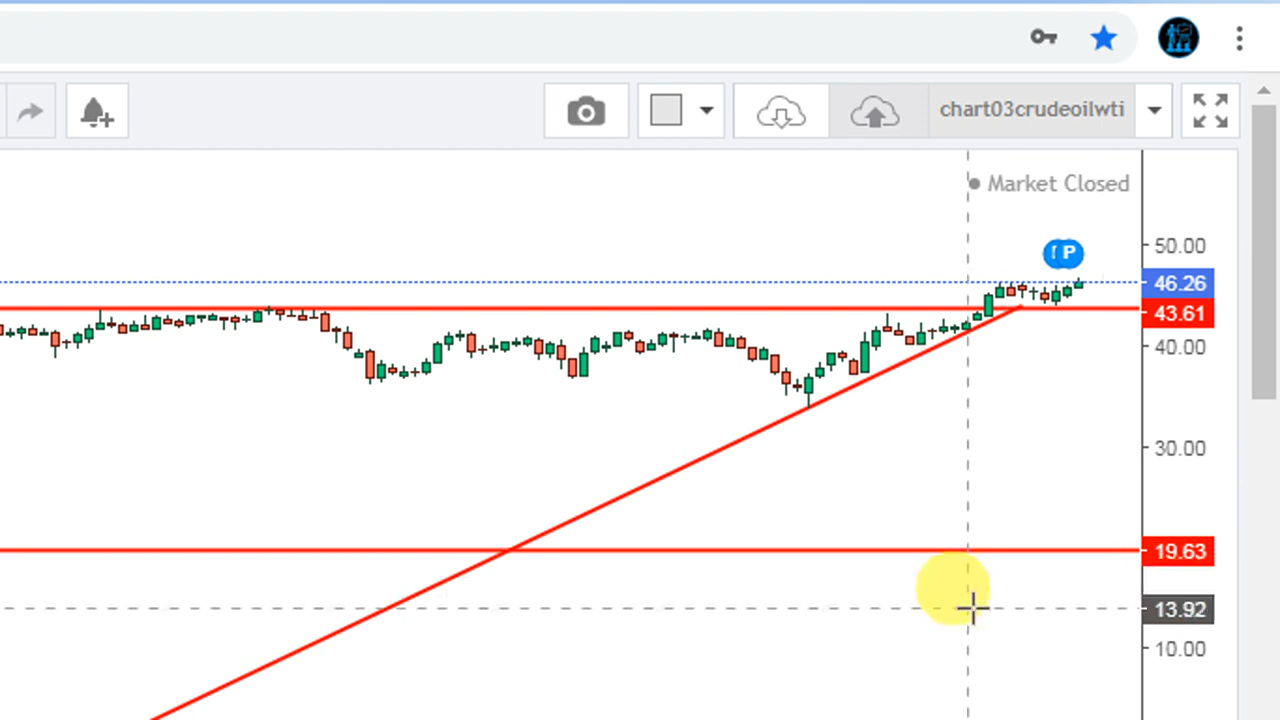 chart03crudeoilwti
Market Closed
P
50.00
46.26
43.61
40.00
30.00
19.63
13.92
10.00